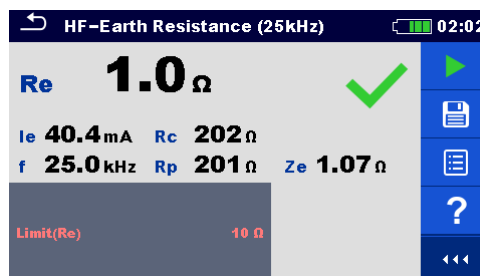 HF-Earth Resistance (25kHz) 02:02
Re 1.0 Ω
Ie 40.4 mA Rc 202 Ω
f 25.0 kHz Rp 201 Ω Ze 1.07 Ω
Limit(Re) 10 Ω
?